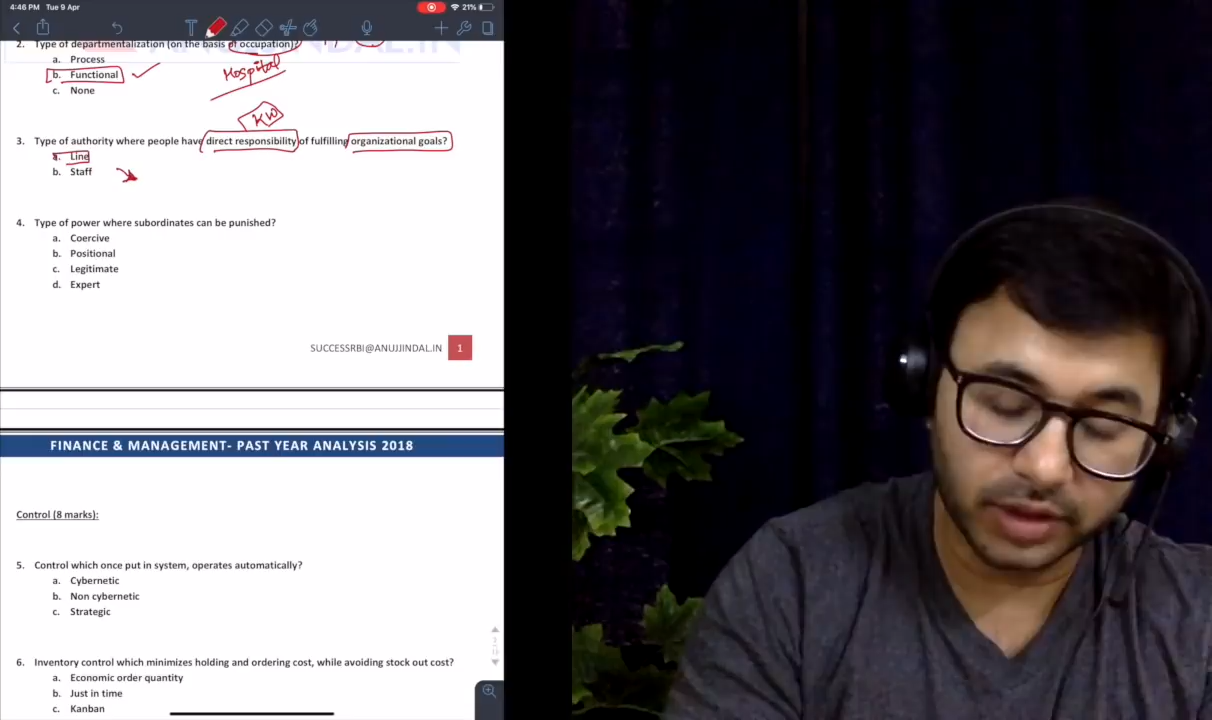 4:46 PM Tue 9 Apr
21%
2. Type of departmentalization (on the basis of occupation)?
a. Process
b. Functional
Hospital
c. None
KW
3. Type of authority where people have direct responsibility of fulfilling organizational goals?
a. Line
b. Staff
4. Type of power where subordinates can be punished?
a. Coercive
b. Positional
c. Legitimate
d. Expert
SUCCESSRBI@ANUJJINDAL.IN 1
FINANCE & MANAGEMENT- PAST YEAR ANALYSIS 2018
Control (8 marks):
5. Control which once put in system, operates automatically?
a. Cybernetic
b. Non cybernetic
c. Strategic
6. Inventory control which minimizes holding and ordering cost, while avoiding stock out cost?
a. Economic order quantity
b. Just in time
c. Kanban